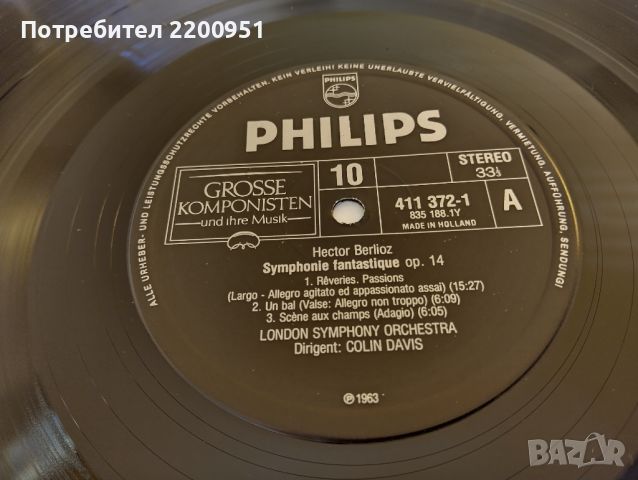 Потребител 2200951
ALLE URHEBER- UND LEISTUNGSSCHUTZRECHTE VORBEHALTEN. KEIN VERLEIH! KEINE UNERLAUBTE VERVIELFÄLTIGUNG, VERMIETUNG, AUFFÜHRUNG, SENDUNG!
PHILIPS
PHILIPS
GROSSE
KOMPONISTEN
und ihre Musik
10
STEREO
33⅓
411 372-1
835 188.1Y
MADE IN HOLLAND
A
Hector Berlioz
Symphonie fantastique op. 14
1. Rêveries. Passions
(Largo - Allegro agitato ed appassionato assai) (15:27)
2. Un bal (Valse: Allegro non troppo) (6:09)
3. Scène aux champs (Adagio) (6:05)
LONDON SYMPHONY ORCHESTRA
Dirigent: COLIN DAVIS
℗ 1963
BAZAR
bg